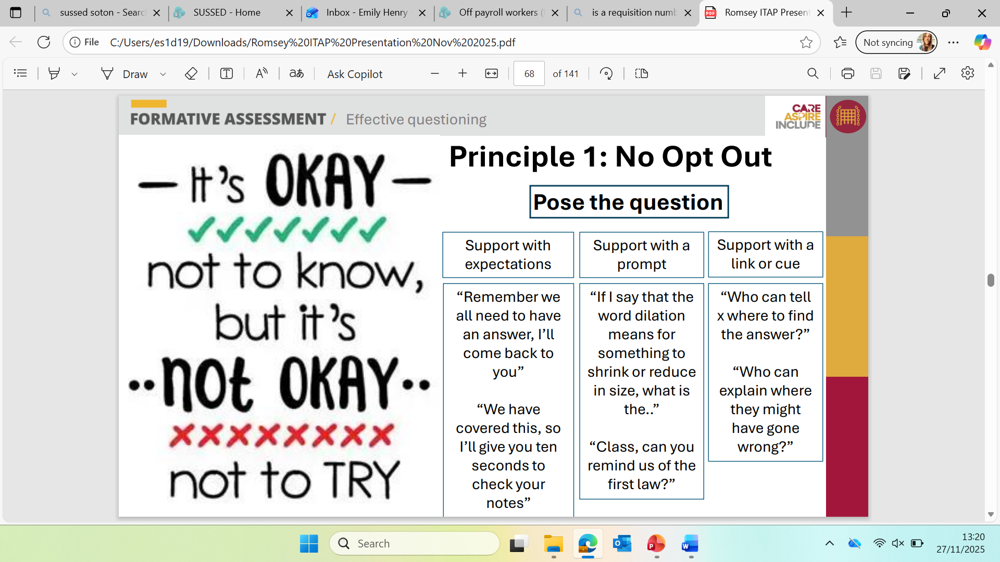 sussed soton - Searc
SUSSED - Home
Inbox - Emily Henry -
Off payroll workers (
is a requisition numb
Romsey ITAP Present
File
C:/Users/es1d19/Downloads/Romsey%20ITAP%20Presentation%20Nov%202025.pdf
Not syncing
Draw
aあ
Ask Copilot
68
of 141
FORMATIVE ASSESSMENT / Effective questioning
CARE
ASPIRE
INCLUDE
It's OKAY
not to know,
but it's
not OKAY
not to TRY
Principle 1: No Opt Out
Pose the question
Support with
expectations
“Remember we
all need to have
an answer, I’ll
come back to
you”
“We have
covered this, so
I’ll give you ten
seconds to
check your
notes”
Support with a
prompt
“If I say that the
word dilation
means for
something to
shrink or reduce
in size, what is
the..”
“Class, can you
remind us of the
first law?”
Support with a
link or cue
“Who can tell
x where to find
the answer?”
“Who can
explain where
they might
have gone
wrong?”
Search
13:20
27/11/2025